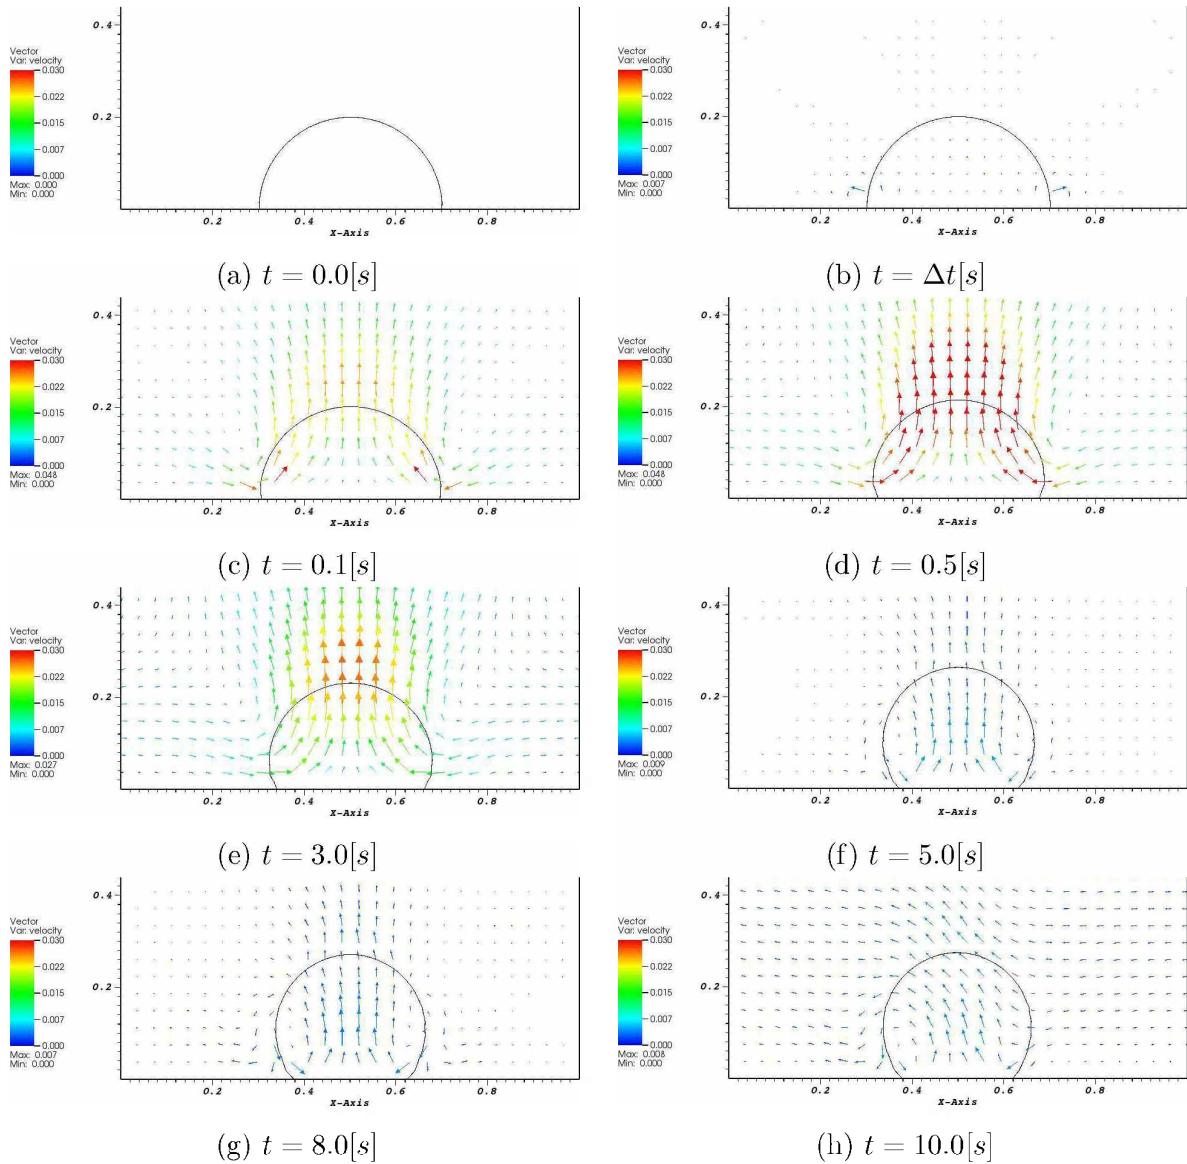 0.4
Vector
Var: velocity
0.030
0.022
0.2
0.015
0.007
0.000
Max: 0.000
Min: 0.000
0.2 0.4 0.6 0.8
X-Axis
(a) t = 0.0[s]
0.4
Vector
Var: velocity
0.030
0.022
0.2
0.015
0.007
0.000
Max: 0.007
Min: 0.000
0.2 0.4 0.6 0.8
X-Axis
(b) t = Δt[s]
0.4
Vector
Var: velocity
0.030
0.022
0.2
0.015
0.007
0.000
Max: 0.048
Min: 0.000
0.2 0.4 0.6 0.8
X-Axis
(c) t = 0.1[s]
0.4
Vector
Var: velocity
0.030
0.022
0.2
0.015
0.007
0.000
Max: 0.048
Min: 0.000
0.2 0.4 0.6 0.8
X-Axis
(d) t = 0.5[s]
0.4
Vector
Var: velocity
0.030
0.022
0.2
0.015
0.007
0.000
Max: 0.027
Min: 0.000
0.2 0.4 0.6 0.8
X-Axis
(e) t = 3.0[s]
0.4
Vector
Var: velocity
0.030
0.022
0.2
0.015
0.007
0.000
Max: 0.009
Min: 0.000
0.2 0.4 0.6 0.8
X-Axis
(f) t = 5.0[s]
0.4
Vector
Var: velocity
0.030
0.022
0.2
0.015
0.007
0.000
Max: 0.007
Min: 0.000
0.2 0.4 0.6 0.8
X-Axis
(g) t = 8.0[s]
0.4
Vector
Var: velocity
0.030
0.022
0.2
0.015
0.007
0.000
Max: 0.008
Min: 0.000
0.2 0.4 0.6 0.8
X-Axis
(h) t = 10.0[s]